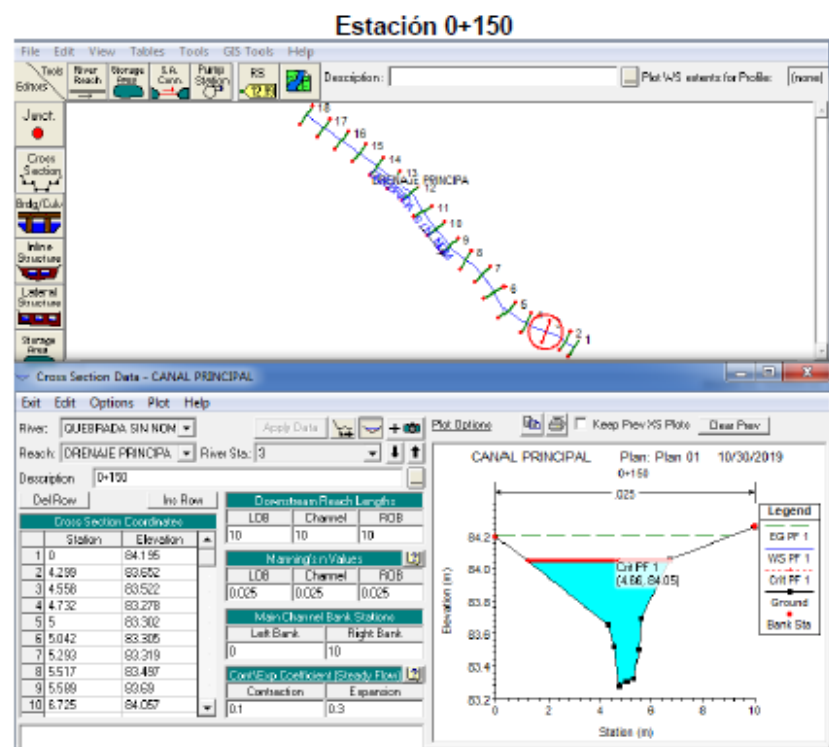 Estación 0+150
File Edit View Tables Tools GIS Tools Help
Tools
Editors
River Reach
Storage Area
S.A. Conn.
Pump Station
RS
Description :
Plot WS extents for Profile: (none)
Junct.
Cross Section
Brdg/Culv
Inline Structure
Lateral Structure
Storage Area
18
17
16
15
14
13
DRENAJE PRINCIPA
12
11
10
9
8
7
6
5
2
1
Cross Section Data - CANAL PRINCIPAL
Exit Edit Options Plot Help
River: QUEBRADA SIN NOM
Apply Data
Plot Options
Keep Prev XS Plots
Clear Prev
Reach: DRENAJE PRINCIPA
River Sta.: 3
Description 0+150
Del Row
Ins Row
Cross Section Coordinates
Station Elevation
1 0 84.195
2 4.299 83.652
3 4.558 83.522
4 4.732 83.278
5 5 83.302
6 5.042 83.305
7 5.293 83.319
8 5.517 83.497
9 5.589 83.69
10 6.725 84.057
Downstream Reach Lengths
LOB Channel ROB
10 10 10
Manning's n Values
LOB Channel ROB
0.025 0.025 0.025
Main Channel Bank Stations
Left Bank Right Bank
0 10
Cont\Exp Coefficient (Steady Flow)
Contraction Expansion
0.1 0.3
CANAL PRINCIPAL Plan: Plan 01 10/30/2019
0+150
.025
84.2
84.0
83.8
83.6
83.4
83.2
Elevation (m)
0 2 4 6 8 10
Station (m)
Crit PF 1
(4.66, 84.05)
Legend
EG PF 1
WS PF 1
Crit PF 1
Ground
Bank Sta